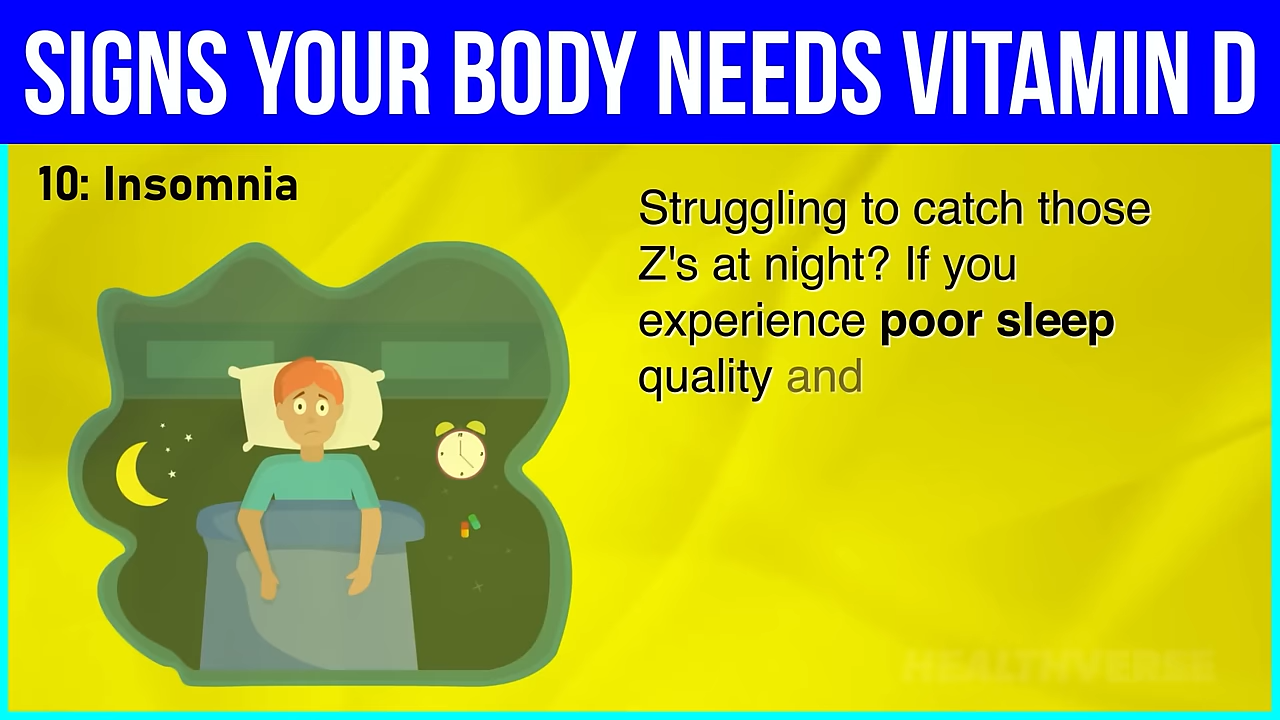 SIGNS YOUR BODY NEEDS VITAMIN D
10: Insomnia
Struggling to catch those
Z's at night? If you
experience poor sleep
quality and
HEALTHVERSE